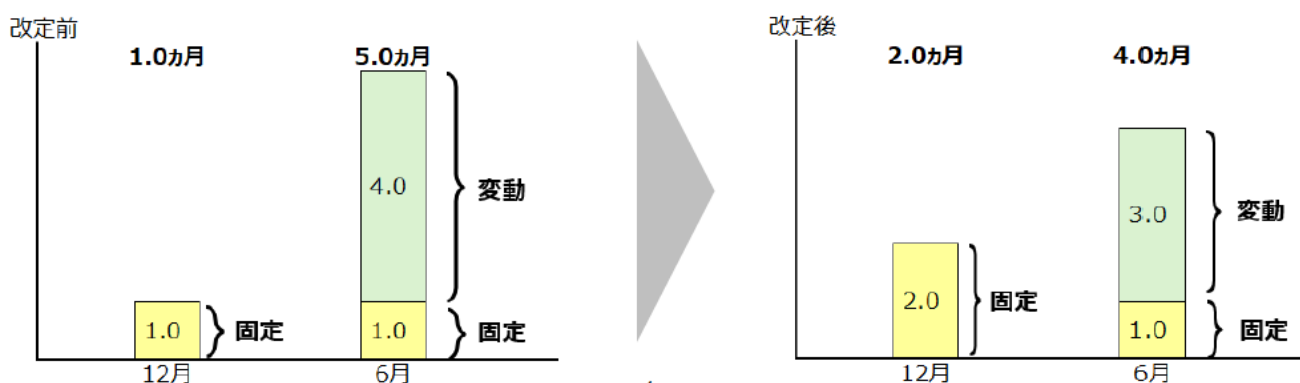 改定前
1.0ヵ月
5.0ヵ月
4.0
変動
1.0
固定
1.0
固定
12月
6月
改定後
2.0ヵ月
4.0ヵ月
3.0
変動
2.0
固定
1.0
固定
12月
6月